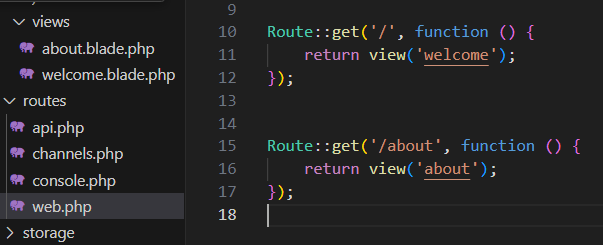 views
about.blade.php
welcome.blade.php
routes
api.php
channels.php
console.php
web.php
storage
9
10 Route::get('/', function () {
11 return view('welcome');
12 });
13
14
15 Route::get('/about', function () {
16 return view('about');
17 });
18